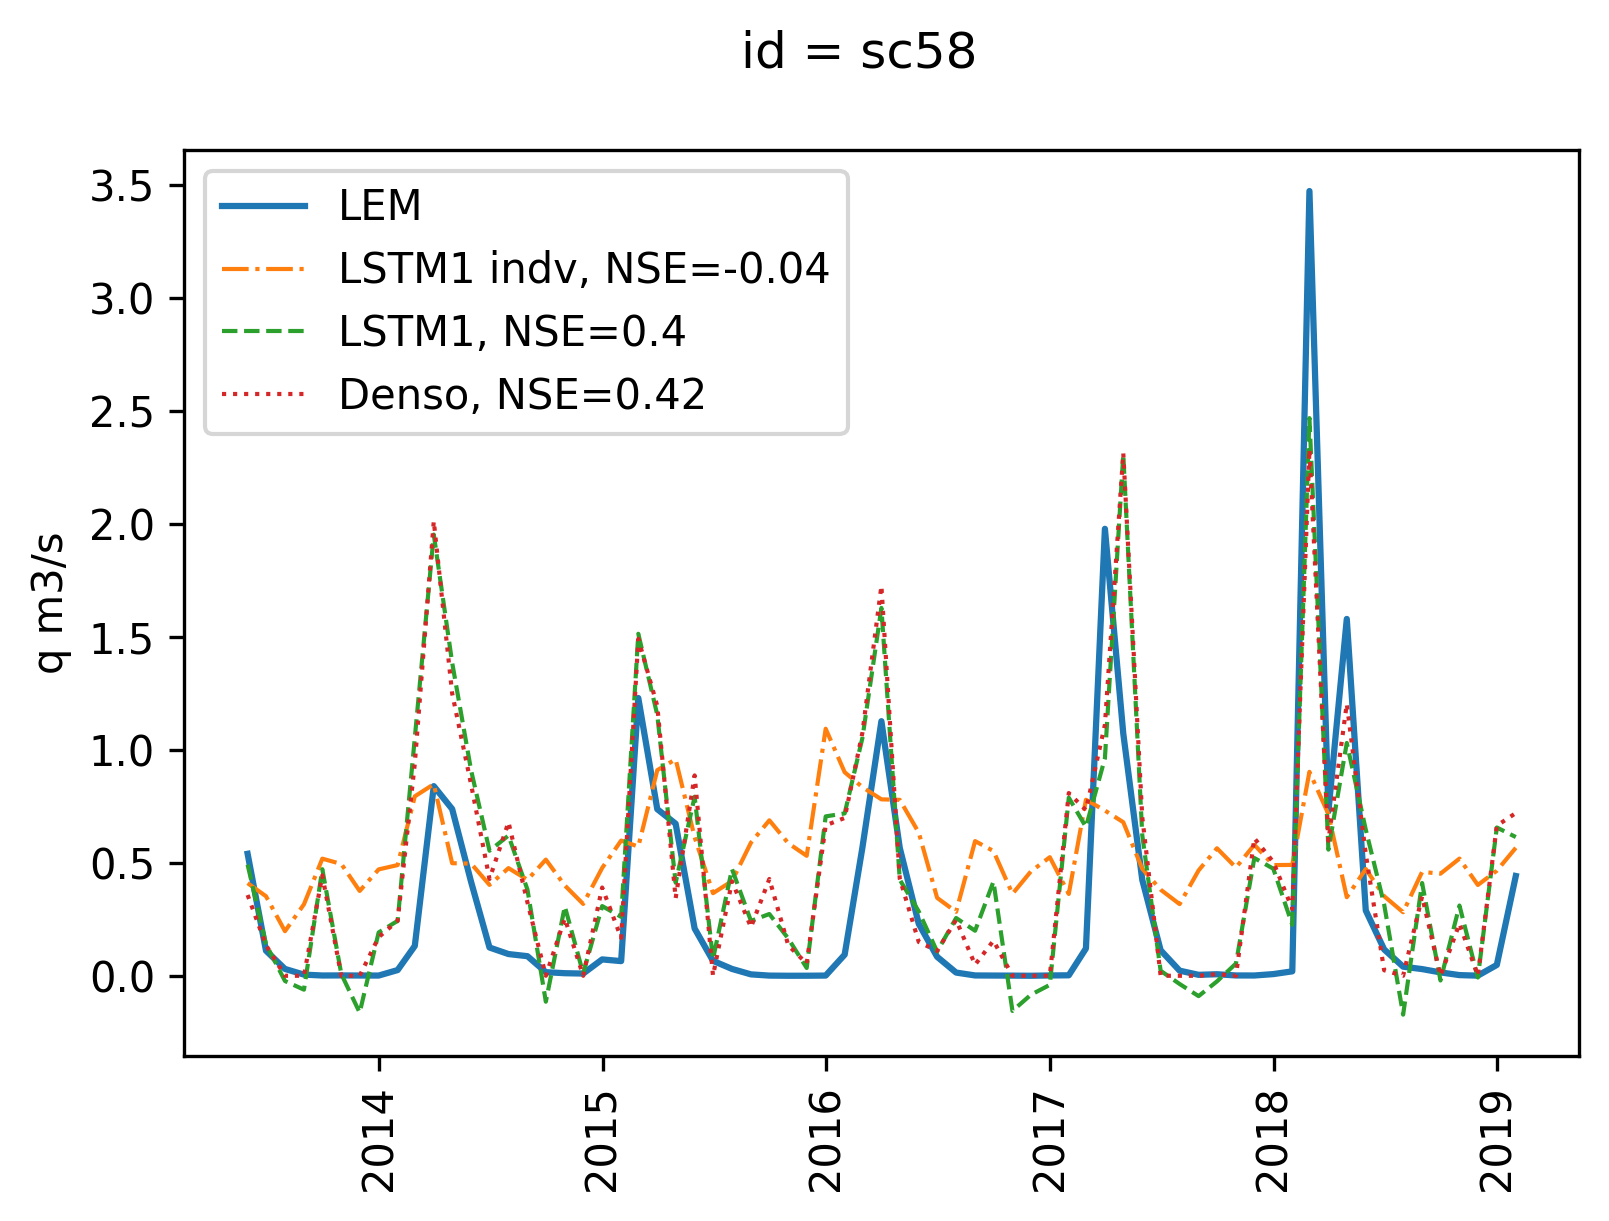 id = sc58
LEM
LSTM1 indv, NSE=-0.04
LSTM1, NSE=0.4
Denso, NSE=0.42
q m3/s
3.5
3.0
2.5
2.0
1.5
1.0
0.5
0.0
2014
2015
2016
2017
2018
2019